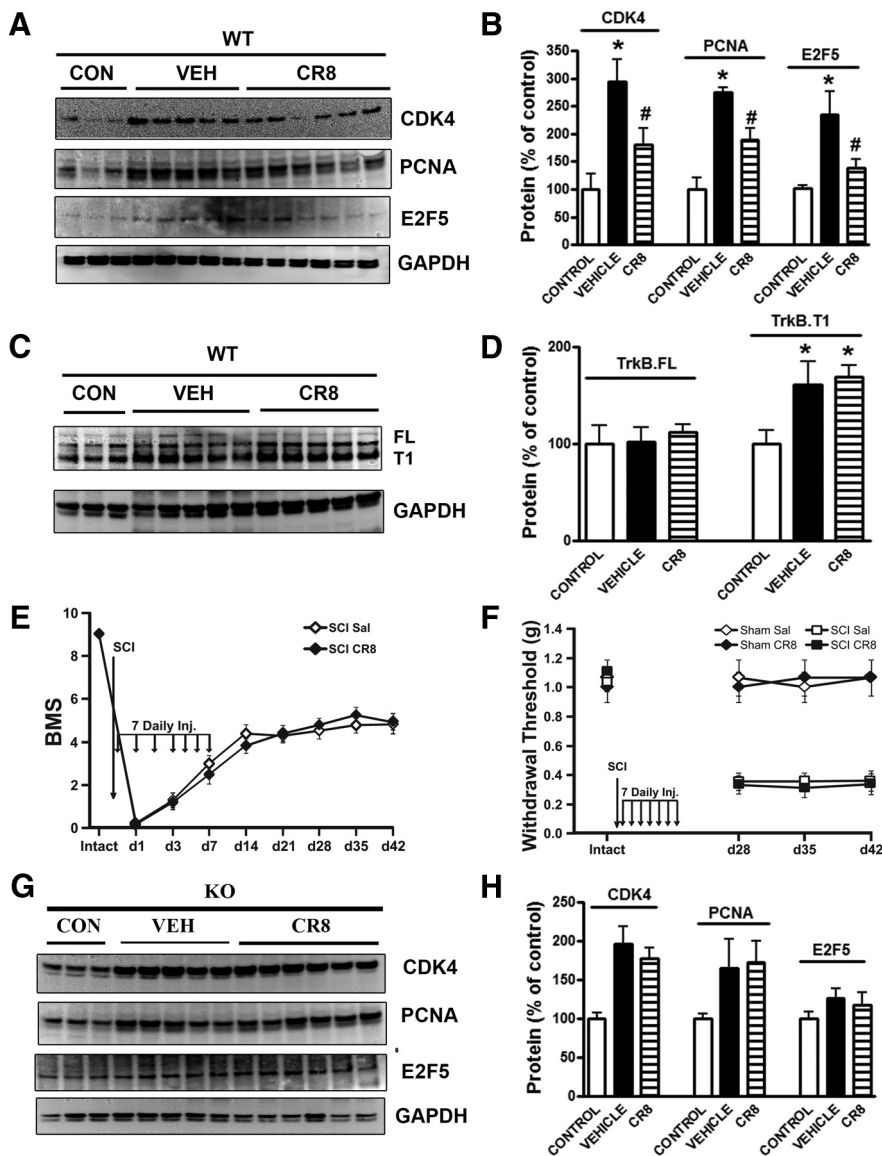 A
WT
CON VEH CR8
CDK4
PCNA
E2F5
GAPDH
B
CDK4
PCNA
E2F5
Protein (% of control)
350
300
250
200
150
100
50
0
* * *
# # #
CONTROL VEHICLE CR8 CONTROL VEHICLE CR8 CONTROL VEHICLE CR8
C
WT
CON VEH CR8
FL
T1
GAPDH
D
TrkB.T1
TrkB.FL
Protein (% of control)
200
100
0
* *
CONTROL VEHICLE CR8 CONTROL VEHICLE CR8
E
BMS
10
8
6
4
2
0
SCI
SCI Sal
SCI CR8
7 Daily Inj.
Intact d1 d3 d7 d14 d21 d28 d35 d42
F
Withdrawal Threshold (g)
1.4
1.2
1.0
0.8
0.6
0.4
0.2
0
Sham Sal SCI Sal
Sham CR8 SCI CR8
SCI
7 Daily Inj.
Intact d28 d35 d42
G
KO
CON VEH CR8
CDK4
PCNA
E2F5
GAPDH
H
CDK4
PCNA
E2F5
Protein (% of control)
250
200
150
100
50
0
CONTROL VEHICLE CR8 CONTROL VEHICLE CR8 CONTROL VEHICLE CR8